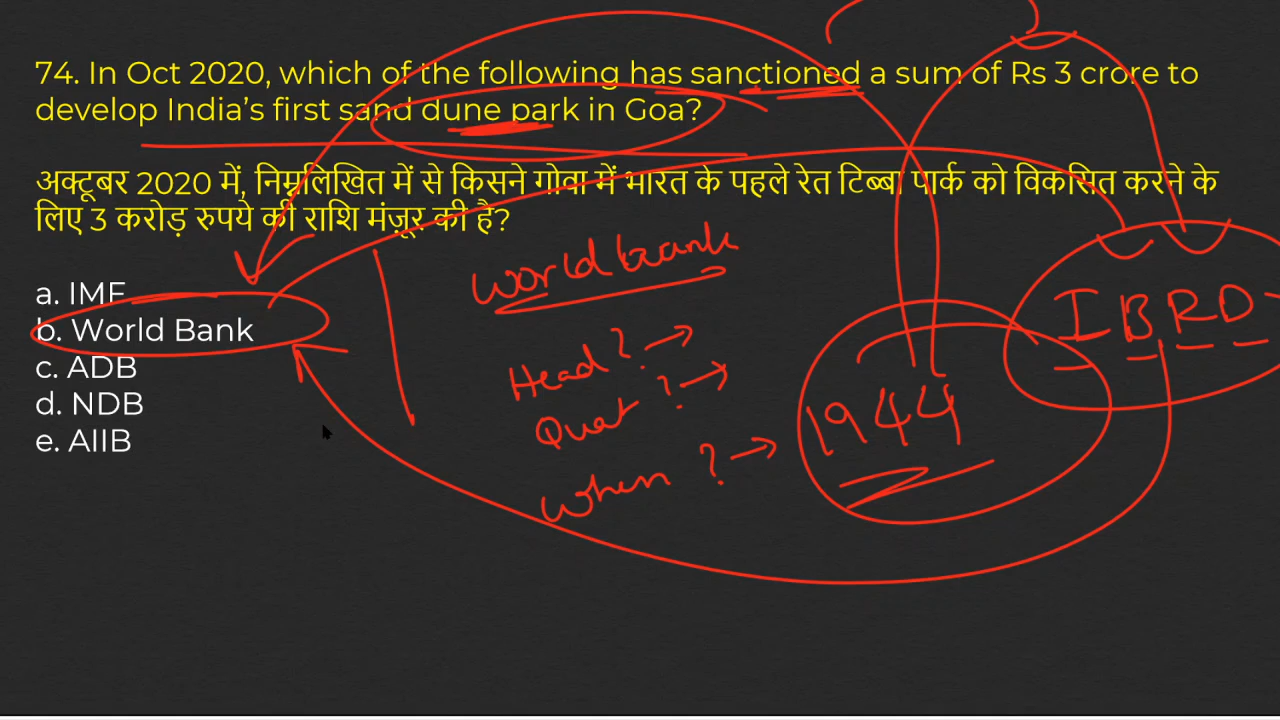 74. In Oct 2020, which of the following has sanctioned a sum of Rs 3 crore to
develop India's first sand dune park in Goa?
अक्टूबर 2020 में, निम्नलिखित में से किसने गोवा में भारत के पहले रेत टिब्बा पार्क को विकसित करने के
लिए 3 करोड़ रुपये की राशि मंज़ूर की है?
a. IMF
b. World Bank
c. ADB
d. NDB
e. AIIB
World bank
Head ? →
Quat ? →
When ? → 1944
IBRD